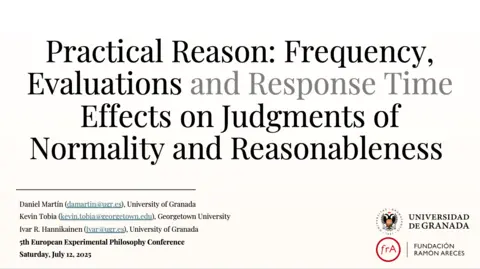 Practical Reason: Frequency,
Evaluations and Response Time
Effects on Judgments of
Normality and Reasonableness
Daniel Martín (damartin@ugr.es), University of Granada
Kevin Tobia (kevin.tobia@georgetown.edu), Georgetown University
Ivar R. Hannikainen (ivar@ugr.es), University of Granada
5th European Experimental Philosophy Conference
Saturday, July 12, 2025
UNIVERSIDAD
DE GRANADA
frA
FUNDACIÓN
RAMÓN ARECES